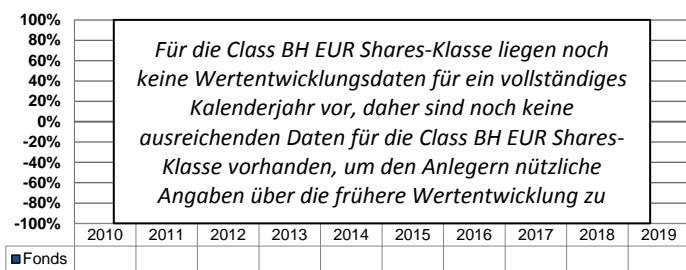 100%
80%
60%
40%
20%
0%
-20%
-40%
-60%
-80%
-100%
Für die Class BH EUR Shares-Klasse liegen noch
keine Wertentwicklungsdaten für ein vollständiges
Kalenderjahr vor, daher sind noch keine
ausreichenden Daten für die Class BH EUR Shares-
Klasse vorhanden, um den Anlegern nützliche
Angaben über die frühere Wertentwicklung zu
2010 2011 2012 2013 2014 2015 2016 2017 2018 2019
Fonds